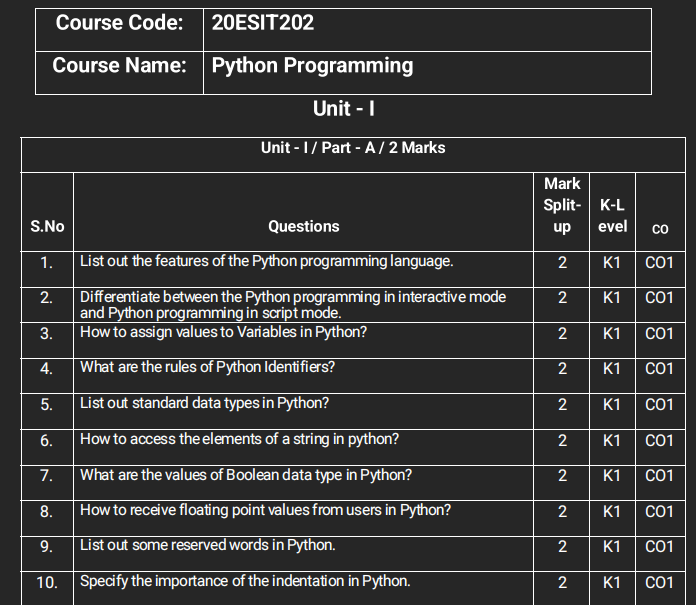 Course Code: 20ESIT202
Course Name: Python Programming
Unit - I
Unit - I / Part - A / 2 Marks
S.No Questions Mark Split-up K-Level CO
1. List out the features of the Python programming language. 2 K1 CO1
2. Differentiate between the Python programming in interactive mode
and Python programming in script mode. 2 K1 CO1
3. How to assign values to Variables in Python? 2 K1 CO1
4. What are the rules of Python Identifiers? 2 K1 CO1
5. List out standard data types in Python? 2 K1 CO1
6. How to access the elements of a string in python? 2 K1 CO1
7. What are the values of Boolean data type in Python? 2 K1 CO1
8. How to receive floating point values from users in Python? 2 K1 CO1
9. List out some reserved words in Python. 2 K1 CO1
10. Specify the importance of the indentation in Python. 2 K1 CO1